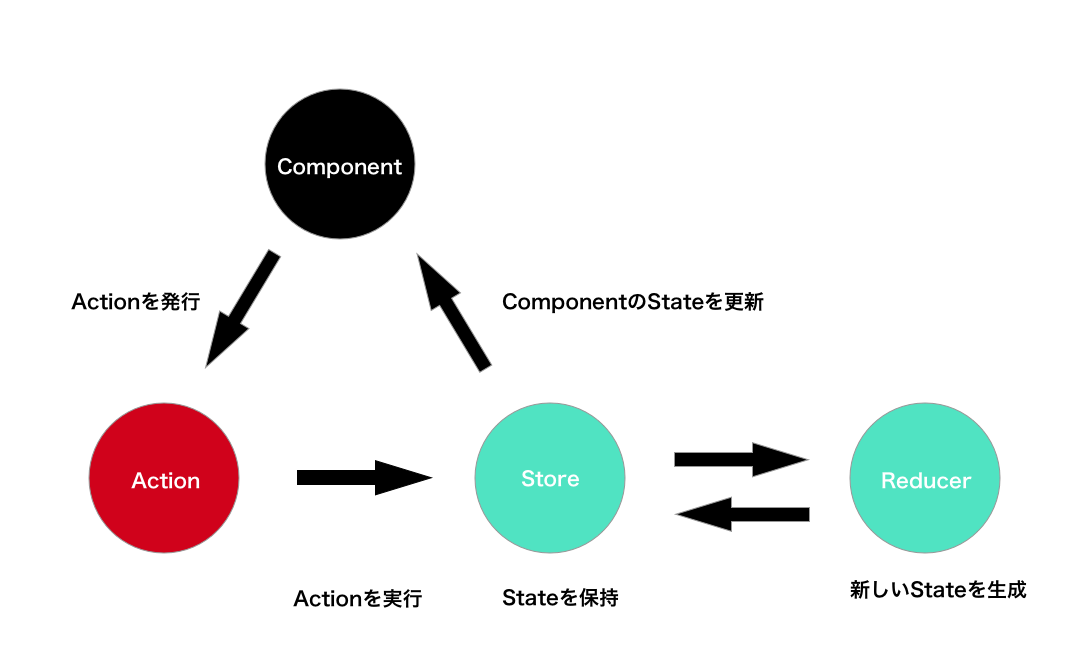 Component
Actionを発行
ComponentのStateを更新
Action
Store
Reducer
Actionを実行
Stateを保持
新しいStateを生成